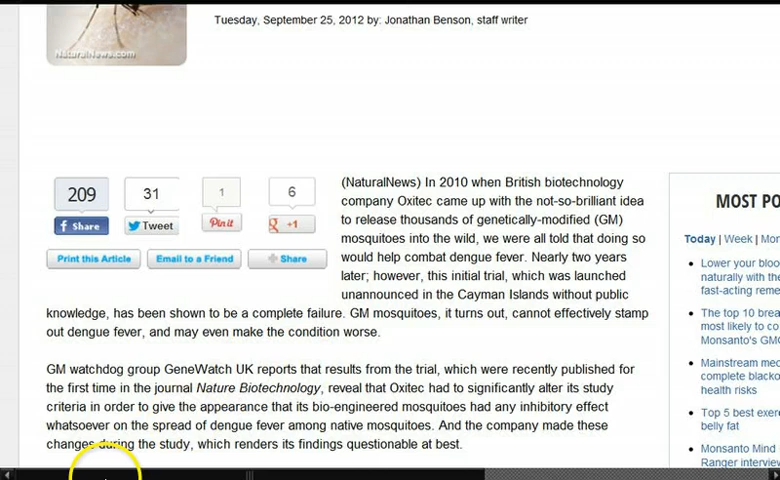 Tuesday, September 25, 2012 by: Jonathan Benson, staff writer
NaturalNews.com
209
31
1
6
Share
Tweet
Pin it
+1
Print this Article
Email to a Friend
Share
(NaturalNews) In 2010 when British biotechnology
company Oxitec came up with the not-so-brilliant idea
to release thousands of genetically-modified (GM)
mosquitoes into the wild, we were all told that doing so
would help combat dengue fever. Nearly two years
later; however, this initial trial, which was launched
unannounced in the Cayman Islands without public
knowledge, has been shown to be a complete failure. GM mosquitoes, it turns out, cannot effectively stamp
out dengue fever, and may even make the condition worse.
GM watchdog group GeneWatch UK reports that results from the trial, which were recently published for
the first time in the journal Nature Biotechnology, reveal that Oxitec had to significantly alter its study
criteria in order to give the appearance that its bio-engineered mosquitoes had any inhibitory effect
whatsoever on the spread of dengue fever among native mosquitoes. And the company made these
changes during the study, which renders its findings questionable at best.
MOST PO
Today | Week | Mon
Lower your bloo
naturally with the
fast-acting reme
The top 10 brea
most likely to co
Monsanto's GMO
Mainstream med
complete blacko
health risks
Top 5 best exer
belly fat
Monsanto Mind
Ranger interview